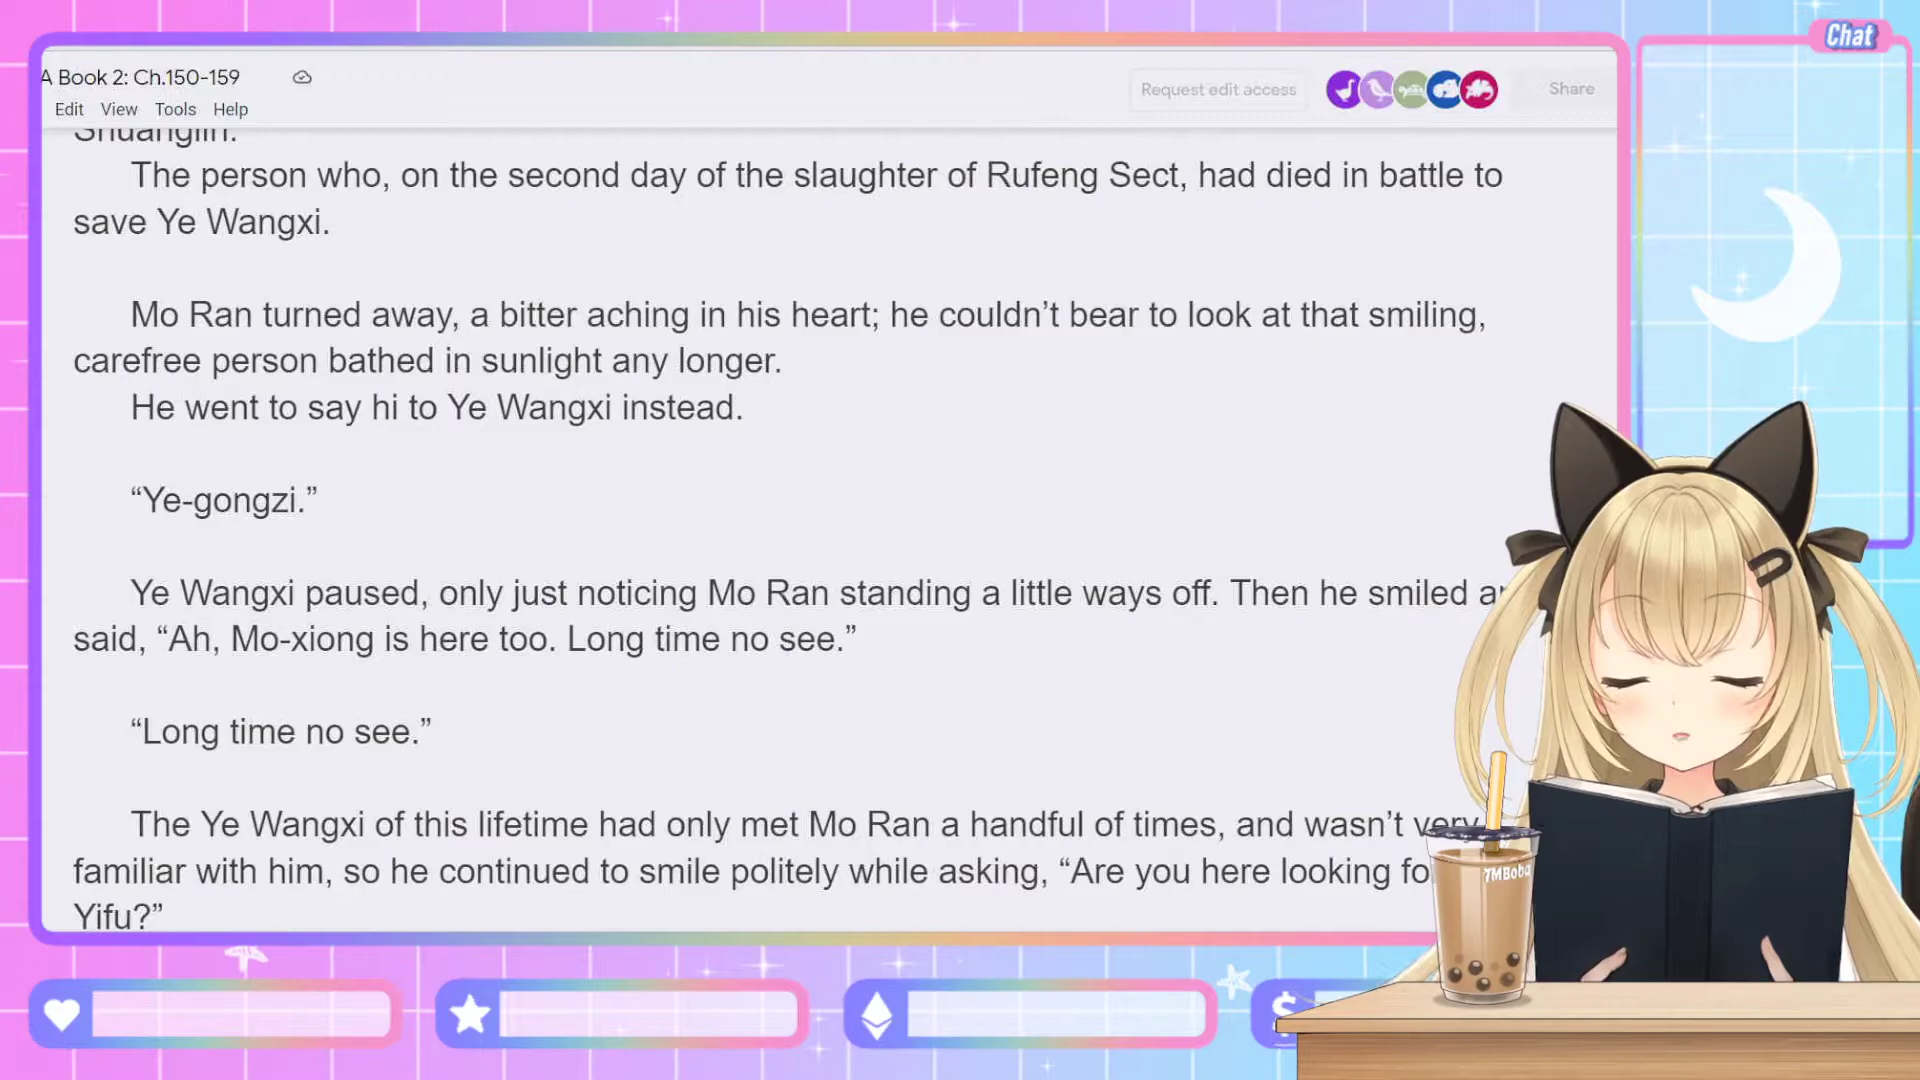 Chat
A Book 2: Ch.150-159
Request edit access
Share
Edit View Tools Help
Shuanglin.
The person who, on the second day of the slaughter of Rufeng Sect, had died in battle to
save Ye Wangxi.
Mo Ran turned away, a bitter aching in his heart; he couldn’t bear to look at that smiling,
carefree person bathed in sunlight any longer.
He went to say hi to Ye Wangxi instead.
“Ye-gongzi.”
Ye Wangxi paused, only just noticing Mo Ran standing a little ways off. Then he smiled
said, “Ah, Mo-xiong is here too. Long time no see.”
“Long time no see.”
The Ye Wangxi of this lifetime had only met Mo Ran a handful of times, and wasn’t very
familiar with him, so he continued to smile politely while asking, “Are you here looking
Yifu?”
7MBoba